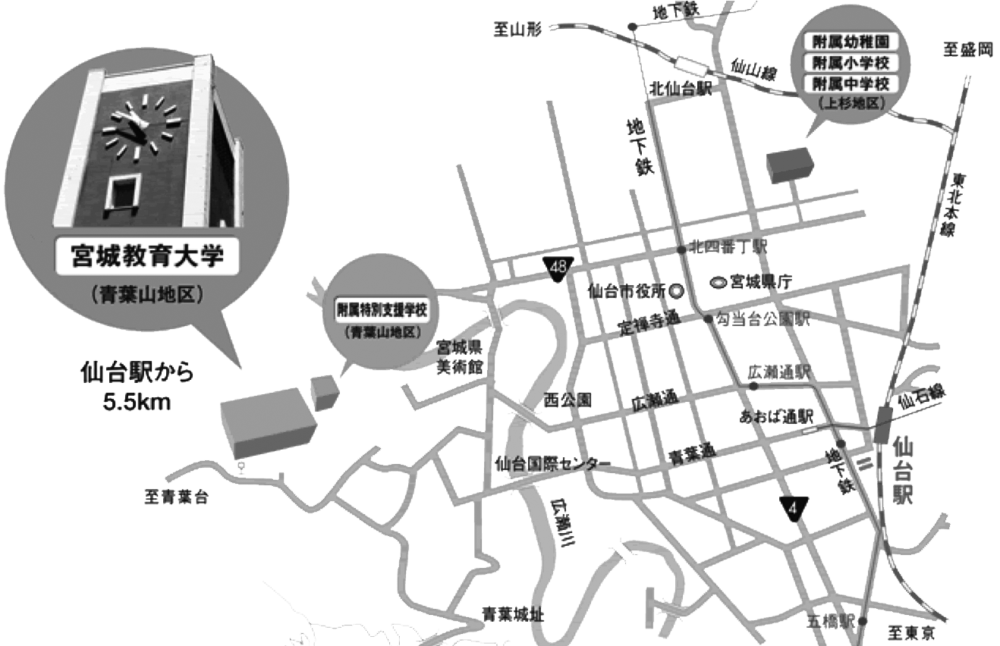 地下鉄
至山形
附属幼稚園
附属小学校
附属中学校
(上杉地区)
至盛岡
仙山線
北仙台駅
地下鉄
東北本線
宮城教育大学
(青葉山地区)
仙台駅から
5.5km
附属特別支援学校
(青葉山地区)
48
北四番丁駅
仙台市役所
宮城県庁
定禅寺通
勾当台公園駅
宮城県
美術館
西公園
広瀬通
広瀬通駅
あおば通駅
仙石線
仙台国際センター
青葉通
地下鉄
仙台駅
至青葉台
広瀬川
4
青葉城址
五橋駅
至東京